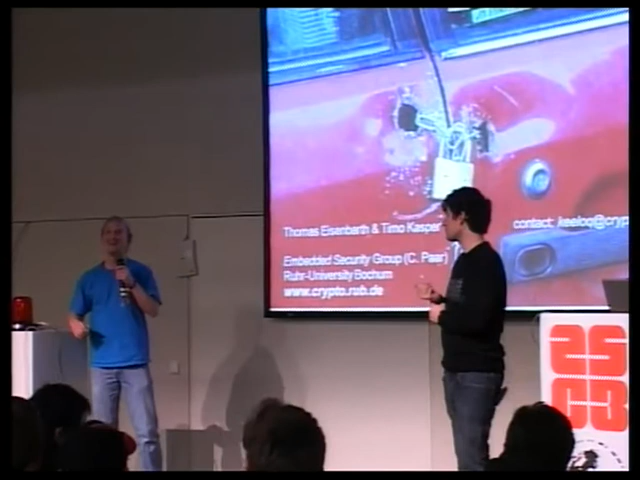 Thomas Eisenbarth & Timo Kasper
contact: keeloq@cryp
Embedded Security Group (C. Paar)
Ruhr-University Bochum
www.crypto.rub.de
25
C3